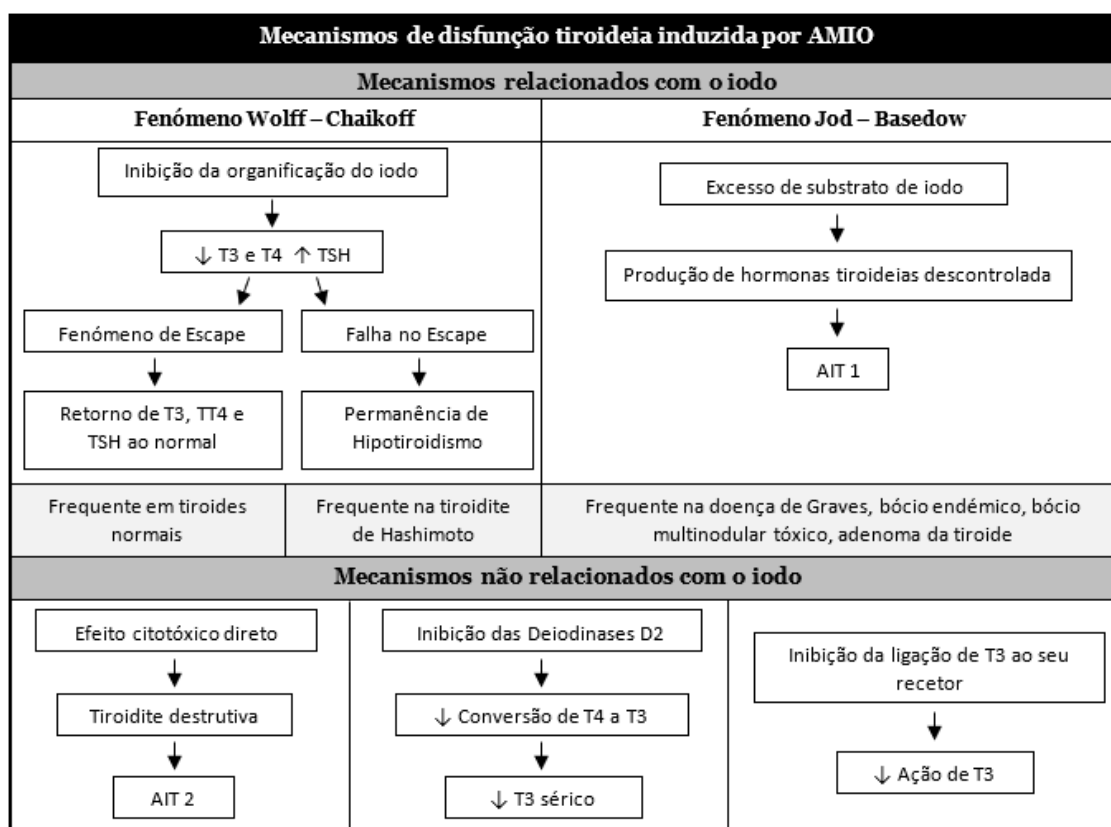 Mecanismos de disfunção tiroideia induzida por AMIO
Mecanismos relacionados com o iodo
Fenómeno Wolff – Chaikoff
Inibição da organificação do iodo
↓ T3 e T4 ↑ TSH
Fenómeno de Escape
Falha no Escape
Retorno de T3, TT4 e
TSH ao normal
Permanência de
Hipotiroidismo
Frequente em tiroides
normais
Frequente na tiroidite
de Hashimoto
Fenómeno Jod – Basedow
Excesso de substrato de iodo
Produção de hormonas tiroideias descontrolada
AIT 1
Frequente na doença de Graves, bócio endémico, bócio
multinodular tóxico, adenoma da tiroide
Mecanismos não relacionados com o iodo
Efeito citotóxico direto
Tiroidite destrutiva
AIT 2
Inibição das Deiodinases D2
↓ Conversão de T4 a T3
↓ T3 sérico
Inibição da ligação de T3 ao seu
recetor
↓ Ação de T3